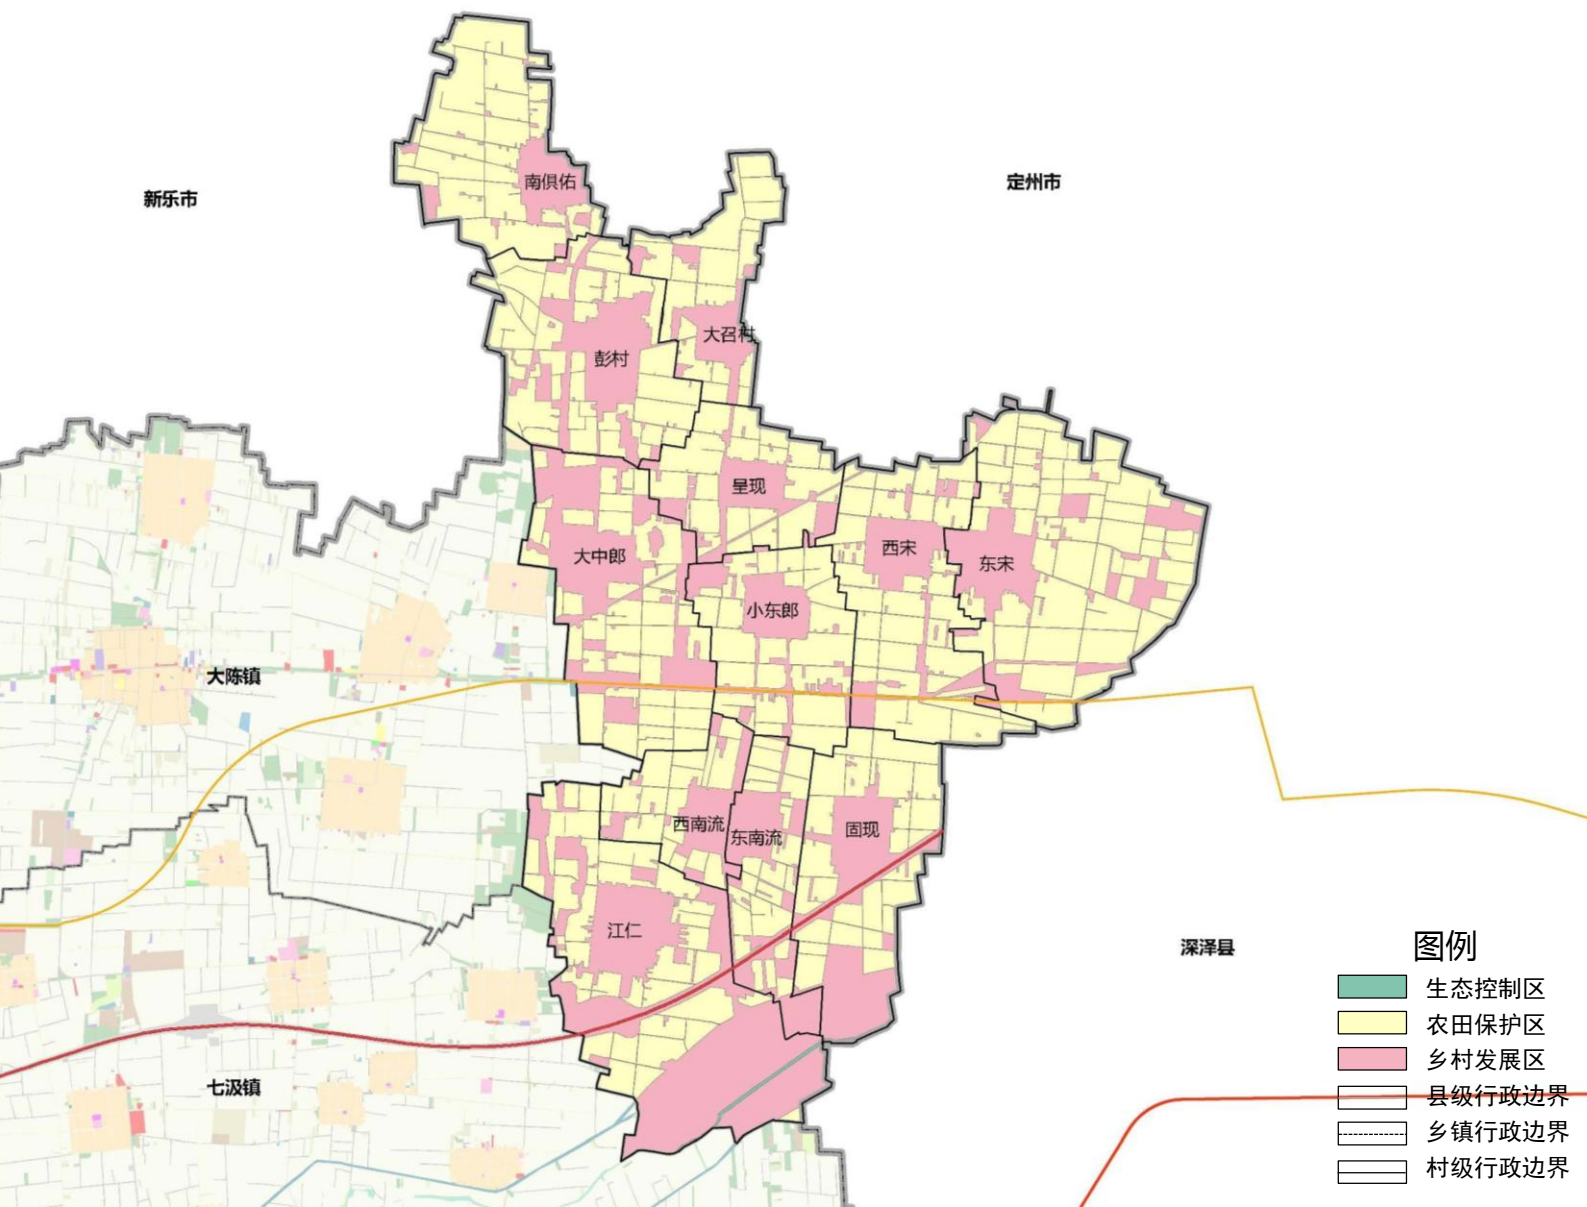 南俱佑
定州市
新乐市
大召村
彭村
呈现
西宋
大中郎
东宋
小东郎
大陈镇
西南流
东南流
固现
江仁
深泽县
七汲镇
图例
生态控制区
农田保护区
乡村发展区
县级行政边界
乡镇行政边界
村级行政边界